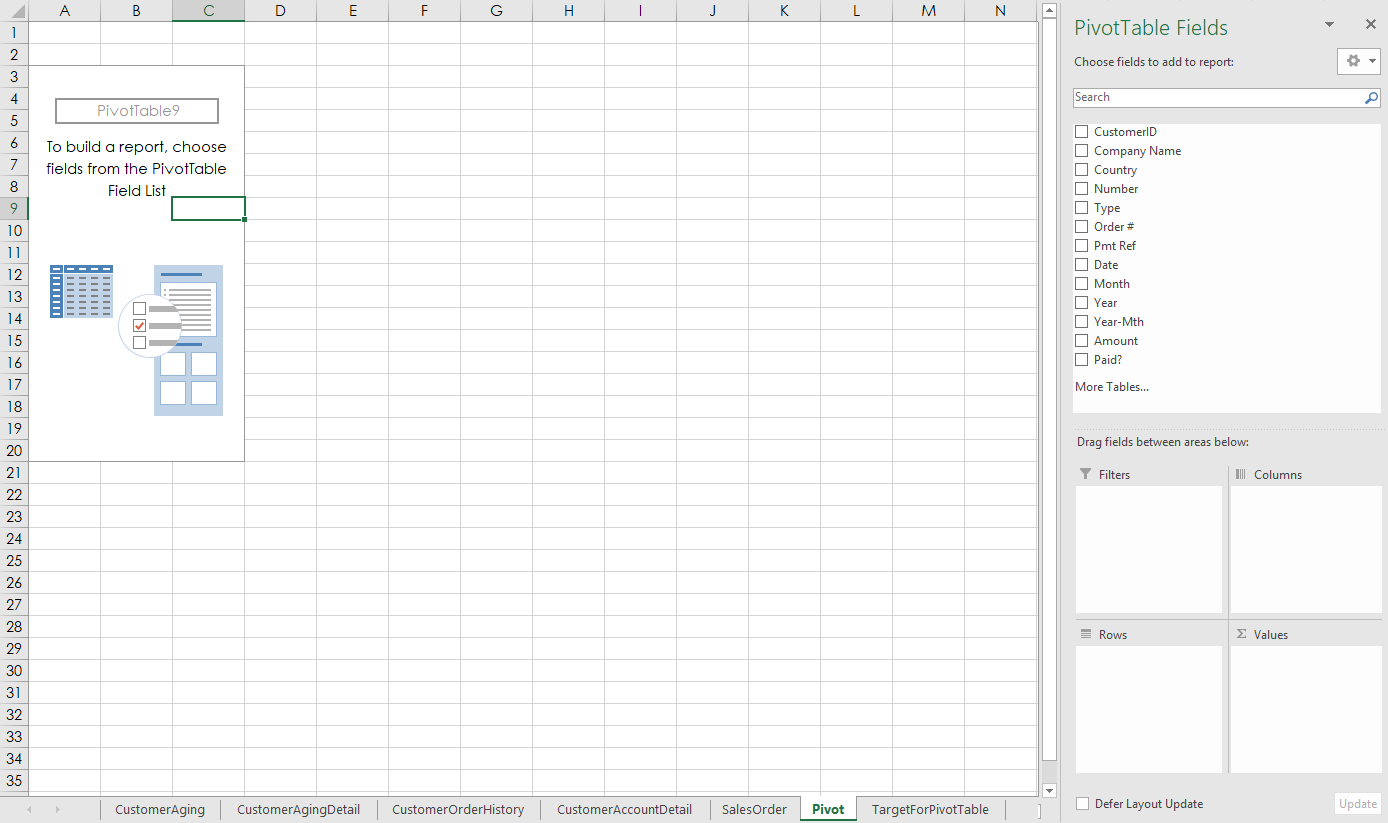 A B C D E F G H I J K L M N
1
2
3
4
5
6
7
8
9
10
11
12
13
14
15
16
17
18
19
20
21
22
23
24
25
26
27
28
29
30
31
32
33
34
35
PivotTable9
To build a report, choose
fields from the PivotTable
Field List
CustomerAging CustomerAgingDetail CustomerOrderHistory CustomerAccountDetail SalesOrder Pivot TargetForPivotTable
PivotTable Fields
Choose fields to add to report:
Search
CustomerID
Company Name
Country
Number
Type
Order #
Pmt Ref
Date
Month
Year
Year-Mth
Amount
Paid?
More Tables...
Drag fields between areas below:
Filters
Columns
Rows
Σ Values
Defer Layout Update
Update